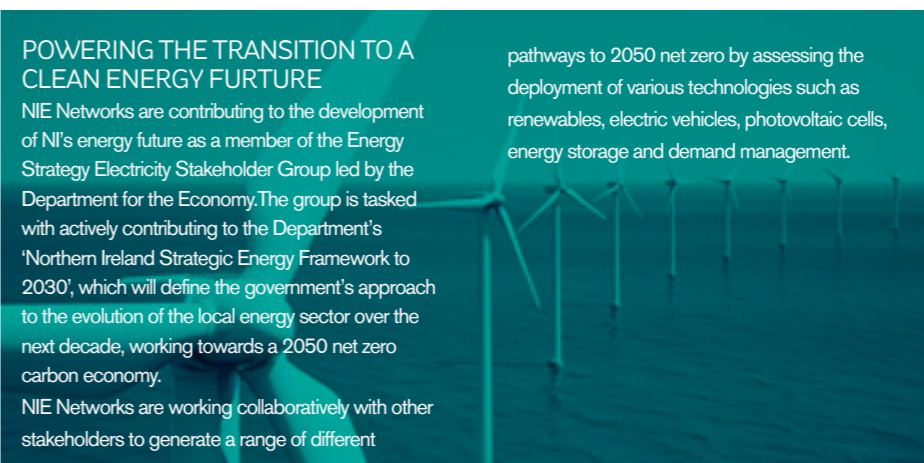 POWERING THE TRANSITION TO A
CLEAN ENERGY FURTURE
NIE Networks are contributing to the development
of NI's energy future as a member of the Energy
Strategy Electricity Stakeholder Group led by the
Department for the Economy.The group is tasked
with actively contributing to the Department's
‘Northern Ireland Strategic Energy Framework to
2030’, which will define the government's approach
to the evolution of the local energy sector over the
next decade, working towards a 2050 net zero
carbon economy.
NIE Networks are working collaboratively with other
stakeholders to generate a range of different
pathways to 2050 net zero by assessing the
deployment of various technologies such as
renewables, electric vehicles, photovoltaic cells,
energy storage and demand management.